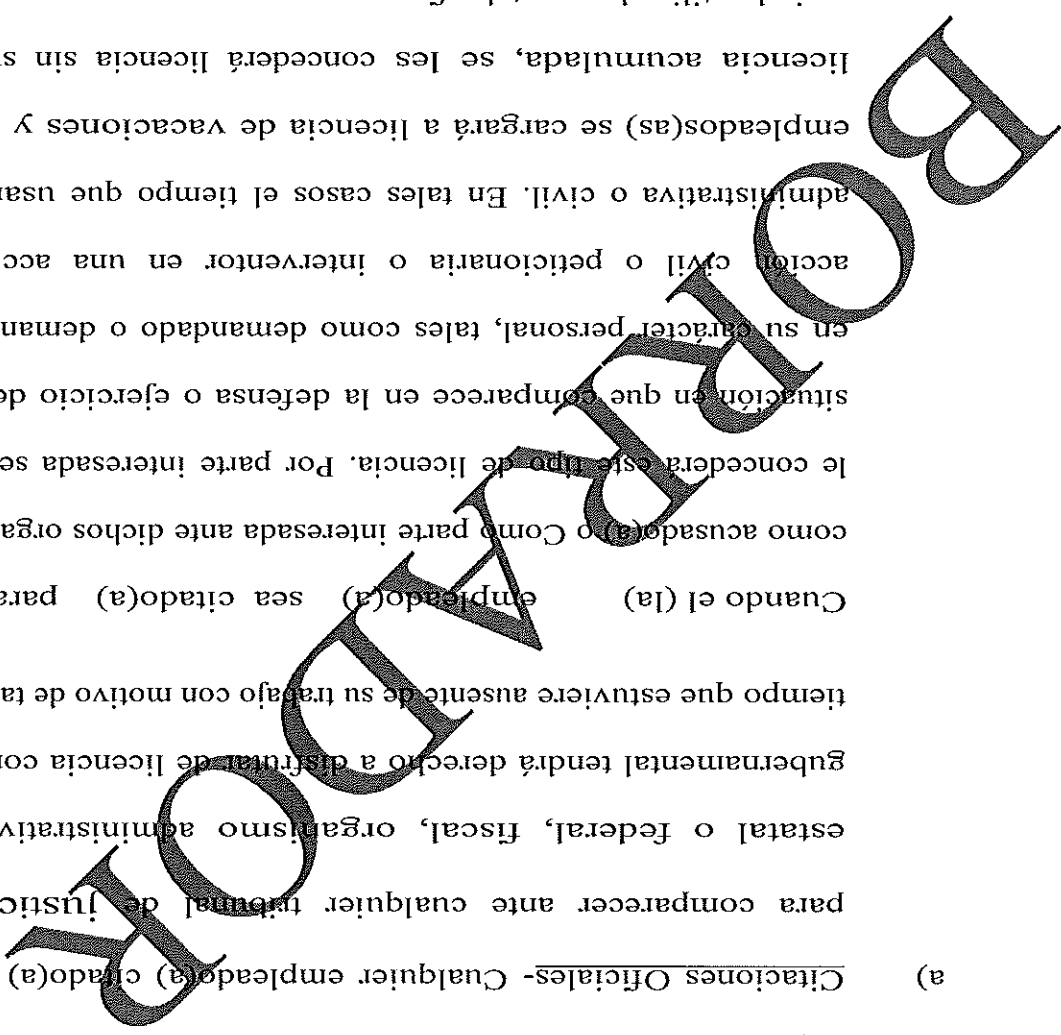 a) Citaciones Oficiales- Cualquier empleado(a) citado(a)
para comparecer ante cualquier tribunal de justic
estatal o federal, fiscal, organismo administrativ
gubernamental tendrá derecho a disfrutar de licencia co
tiempo que estuviere ausente de su trabajo con motivo de ta
Cuando el (la) empleado(a) sea citado(a) para
como acusado(a) o Como parte interesada ante dichos orga
le concederá este tipo de licencia. Por parte interesada se
situación en que comparece en la defensa o ejercicio de
en su carácter personal, tales como demandado o deman
acción civil o peticionaria o interventor en una acc
administrativa o civil. En tales casos el tiempo que usar
empleados(as) se cargará a licencia de vacaciones y
licencia acumulada, se les concederá licencia sin s
BORRADOR